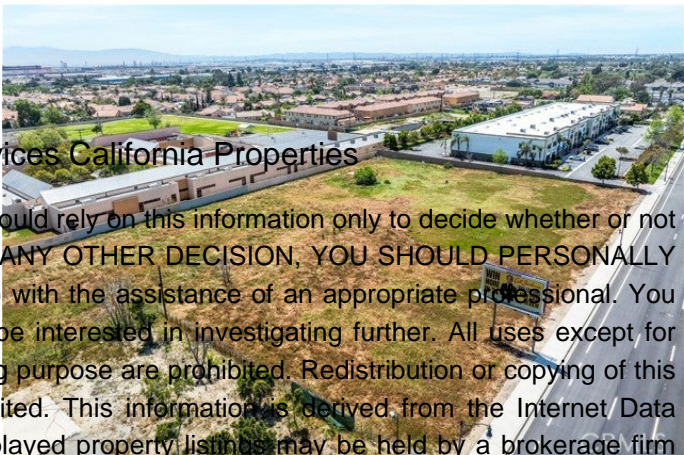 vices California Properties
ould rely on this information only to decide whether or not
ANY OTHER DECISION, YOU SHOULD PERSONALLY
with the assistance of an appropriate professional. You
be interested in investigating further. All uses except for
g purpose are prohibited. Redistribution or copying of this
ited. This information is derived from the Internet Data
played property listings may be held by a brokerage firm
WIN
CRMLS